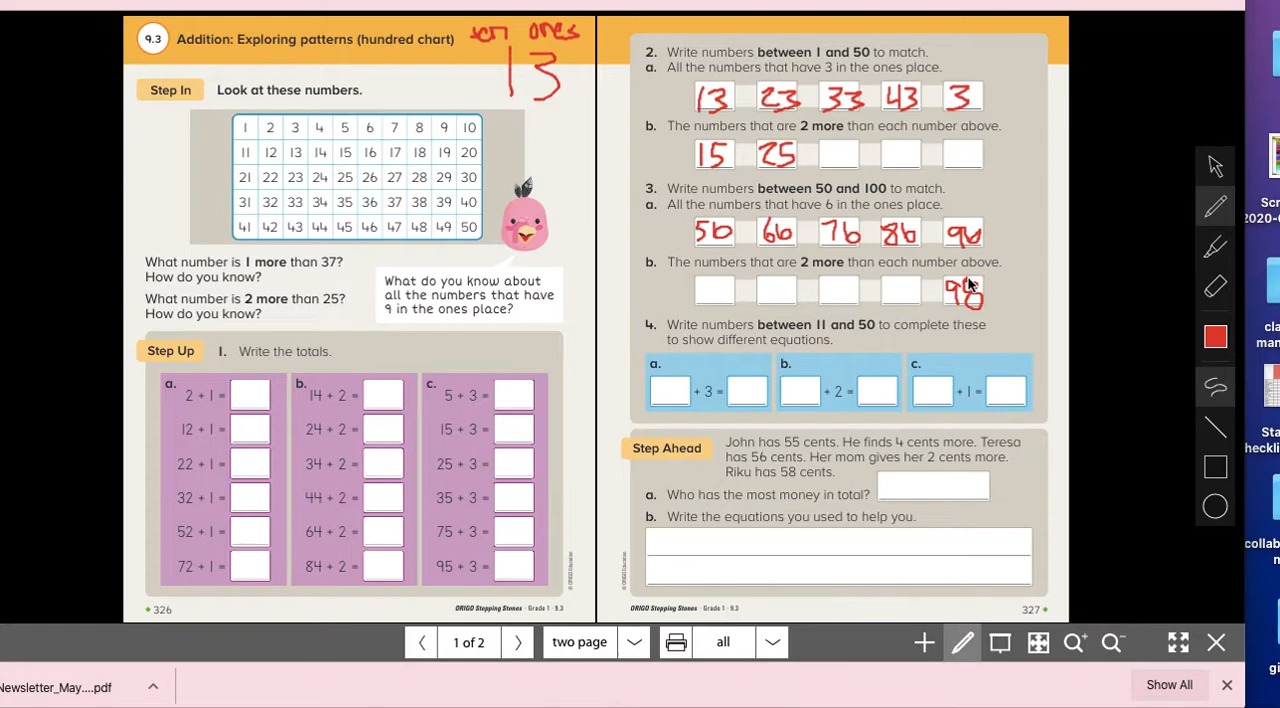 9.3 Addition: Exploring patterns (hundred chart)
ten ones
13
Step In Look at these numbers.
1 2 3 4 5 6 7 8 9 10
11 12 13 14 15 16 17 18 19 20
21 22 23 24 25 26 27 28 29 30
31 32 33 34 35 36 37 38 39 40
41 42 43 44 45 46 47 48 49 50
What number is 1 more than 37?
How do you know?
What number is 2 more than 25?
How do you know?
What do you know about
all the numbers that have
9 in the ones place?
Step Up 1. Write the totals.
a.
2 + 1 =
12 + 1 =
22 + 1 =
32 + 1 =
52 + 1 =
72 + 1 =
b.
14 + 2 =
24 + 2 =
34 + 2 =
44 + 2 =
64 + 2 =
84 + 2 =
c.
5 + 3 =
15 + 3 =
25 + 3 =
35 + 3 =
75 + 3 =
95 + 3 =
© ORIGO Education
326
ORIGO Stepping Stones · Grade 1 · 9.3
2. Write numbers between 1 and 50 to match.
a. All the numbers that have 3 in the ones place.
13 23 33 43 3
b. The numbers that are 2 more than each number above.
15 25
3. Write numbers between 50 and 100 to match.
a. All the numbers that have 6 in the ones place.
56 66 76 86 96
b. The numbers that are 2 more than each number above.
98
4. Write numbers between 11 and 50 to complete these
to show different equations.
a.
+ 3 =
b.
+ 2 =
c.
+ 1 =
Step Ahead
John has 55 cents. He finds 4 cents more. Teresa
has 56 cents. Her mom gives her 2 cents more.
Riku has 58 cents.
a. Who has the most money in total?
b. Write the equations you used to help you.
© ORIGO Education
ORIGO Stepping Stones · Grade 1 · 9.3
327
1 of 2
two page
all
Newsletter_May....pdf
Show All
Scr
2020-0
cla
man
Sta
hecklis
collab
m
gi